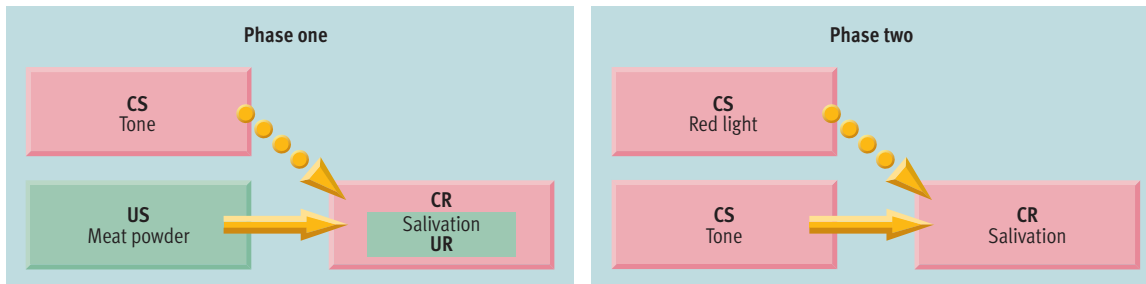 Phase one
CS
Tone
US
Meat powder
CR
Salivation
UR
Phase two
CS
Red light
CS
Tone
CR
Salivation